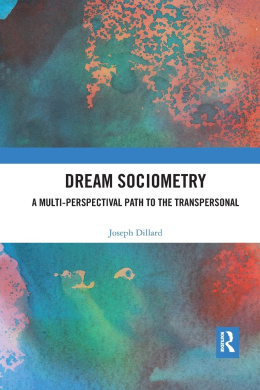 DREAM SOCIOMETRY
A MULTI-PERSPECTIVAL PATH TO THE TRANSPERSONAL
Joseph Dillard
R